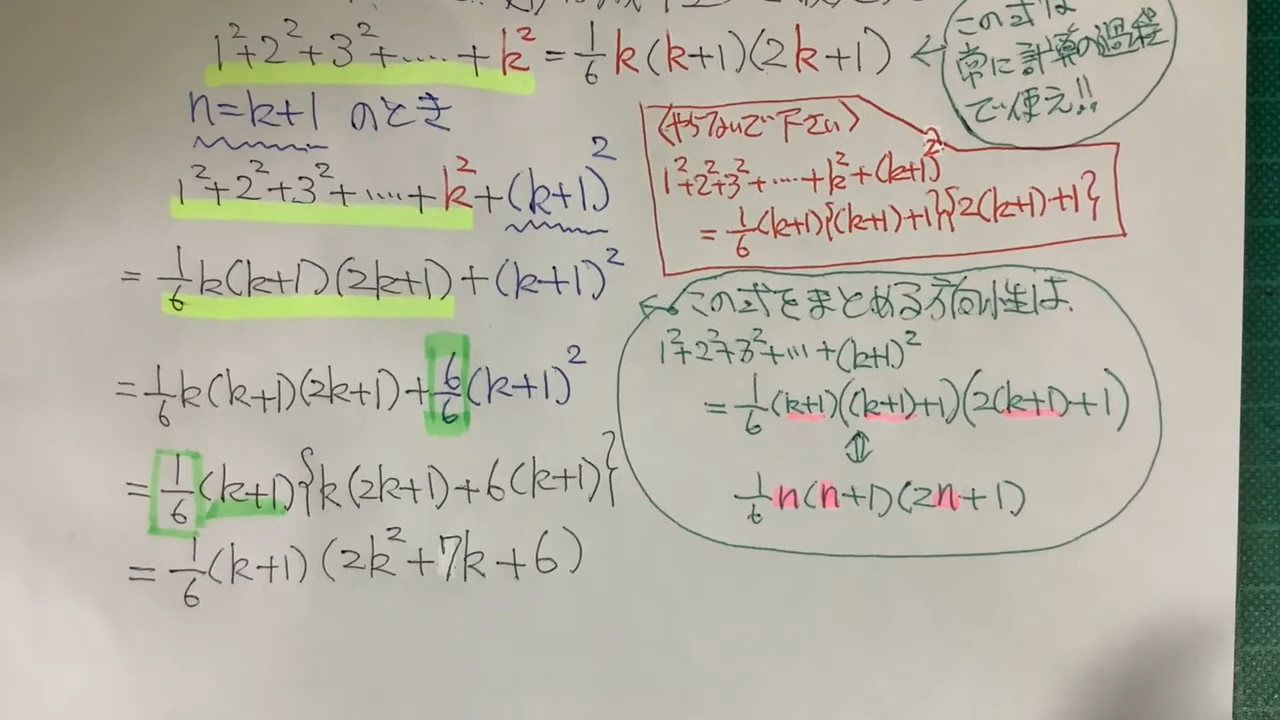 1²+2²+3²+……+k²=1/6k(k+1)(2k+1)
この式は
常に計算の過程
で使え!!
n=k+1 のとき
1²+2²+3²+……+k²+(k+1)²
=1/6k(k+1)(2k+1)+(k+1)²
=1/6k(k+1)(2k+1)+6/6(k+1)²
=1/6(k+1){k(2k+1)+6(k+1)}
=1/6(k+1)(2k²+7k+6)
〈やらないで下さい〉
1²+2²+3²+……+k²+(k+1)²
=1/6(k+1){(k+1)+1}{2(k+1)+1}
この式をまとめる方向性は、
1²+2²+3²+…+(k+1)²
=1/6(k+1)((k+1)+1)(2(k+1)+1)
⇕
1/6n(n+1)(2n+1)